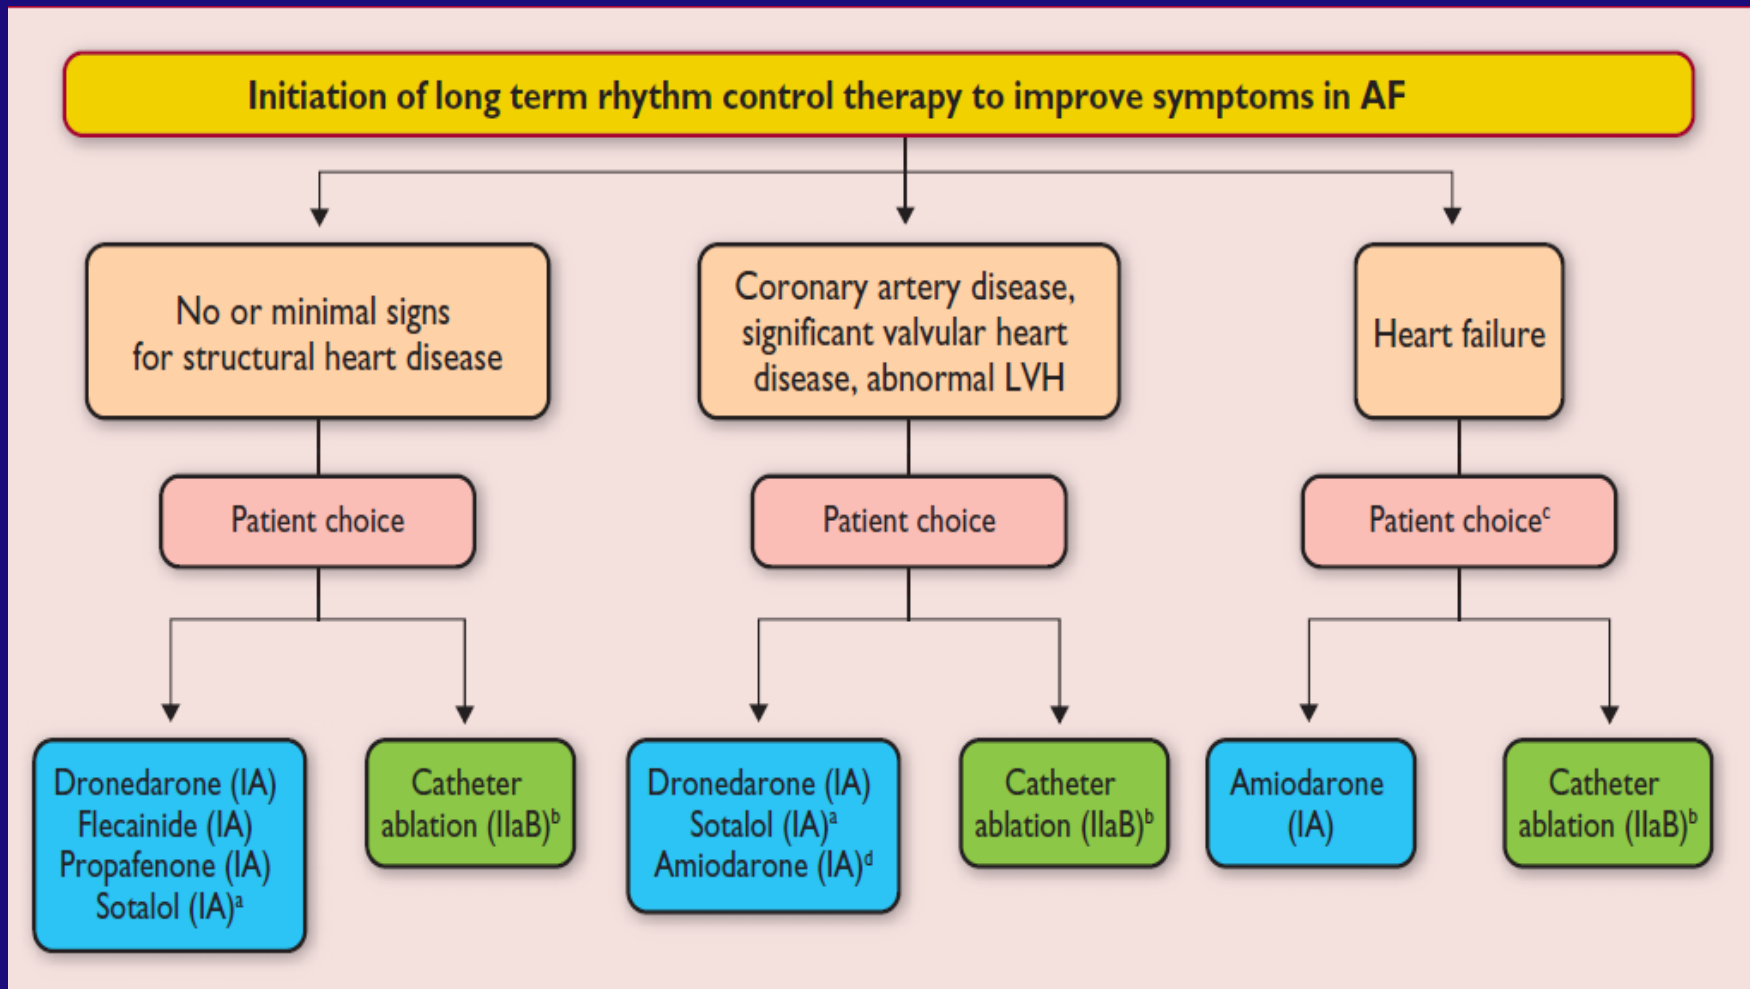 Initiation of long term rhythm control therapy to improve symptoms in AF
No or minimal signs
for structural heart disease
Coronary artery disease,
significant valvular heart
disease, abnormal LVH
Heart failure
Patient choice
Patient choice
Patient choiceᶜ
Dronedarone (IA)
Flecainide (IA)
Propafenone (IA)
Sotalol (IA)ᵃ
Catheter
ablation (IIaB)ᵇ
Dronedarone (IA)
Sotalol (IA)ᵃ
Amiodarone (IA)ᵈ
Catheter
ablation (IIaB)ᵇ
Amiodarone
(IA)
Catheter
ablation (IIaB)ᵇ